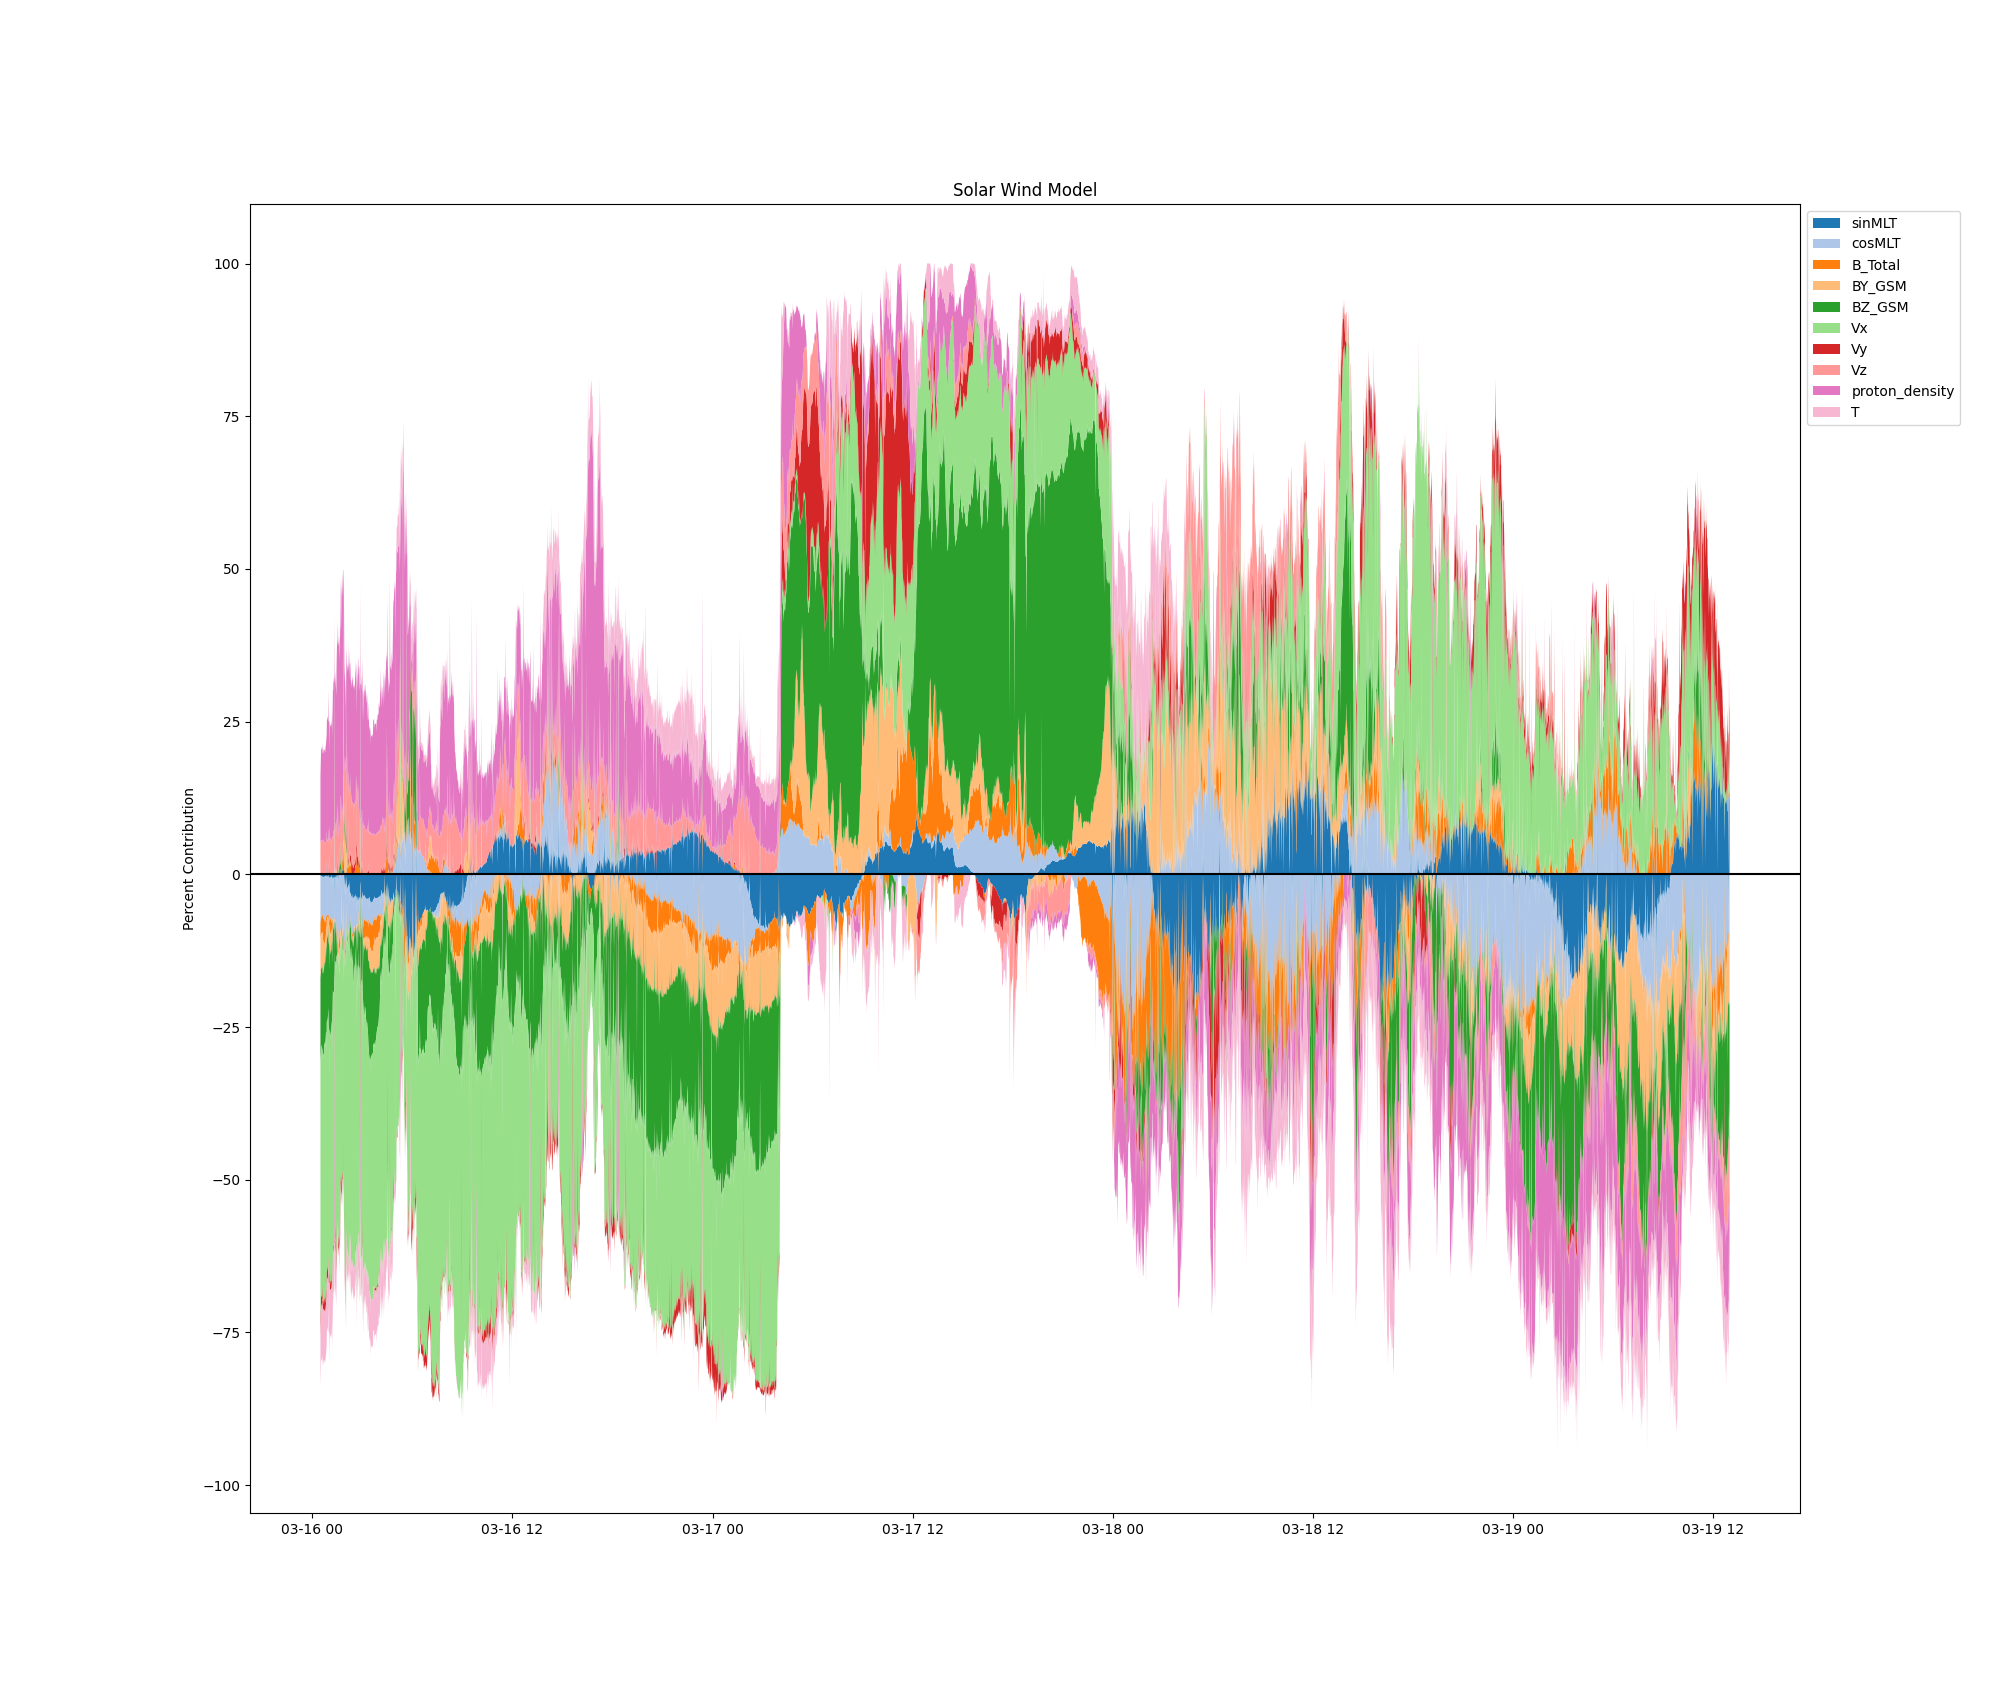 Solar Wind Model
sinMLT
cosMLT
B_Total
BY_GSM
BZ_GSM
Vx
Vy
Vz
proton_density
T
Percent Contribution
100
75
50
25
0
−25
−50
−75
−100
03-16 00
03-16 12
03-17 00
03-17 12
03-18 00
03-18 12
03-19 00
03-19 12